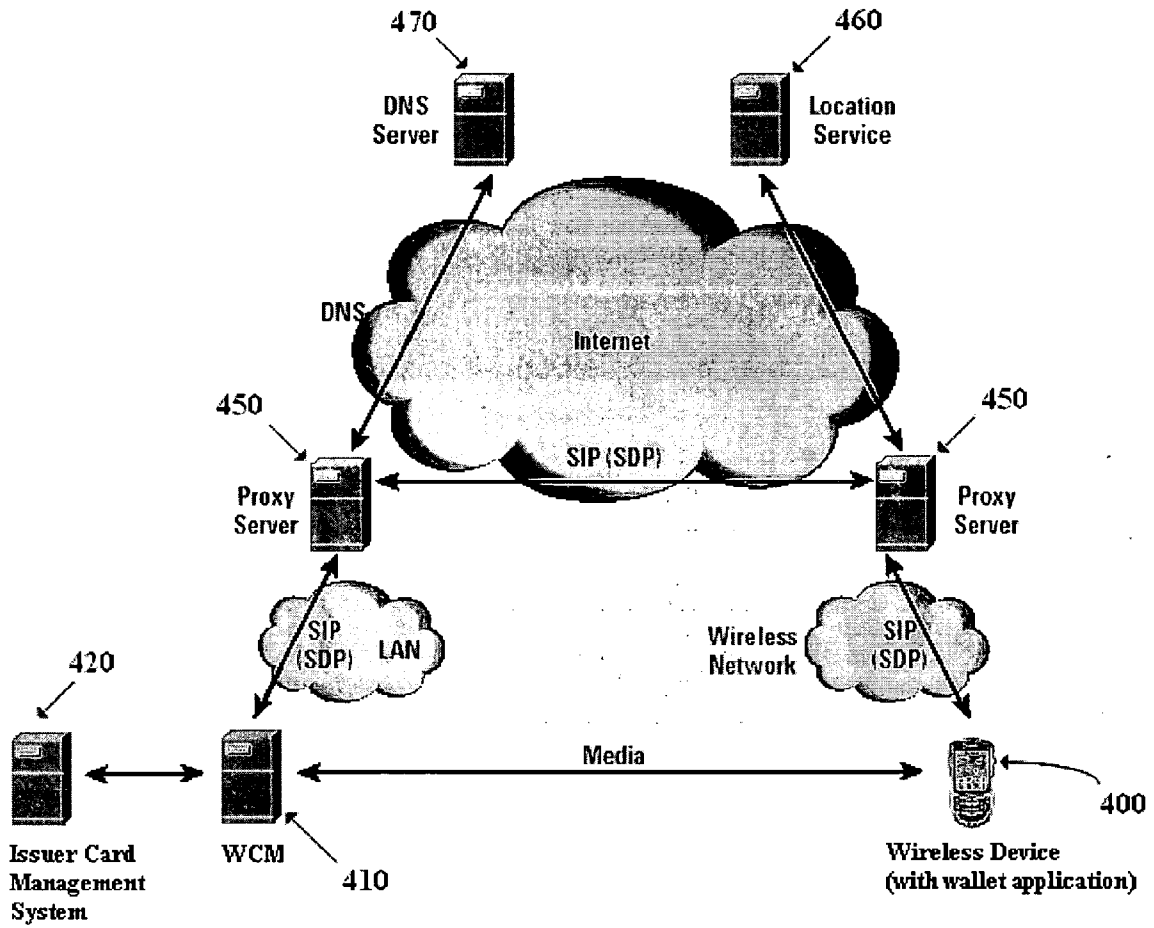 470
460
DNS
Server
Location
Service
DNS
Internet
450
450
SIP (SDP)
Proxy
Server
Proxy
Server
SIP
(SDP)
LAN
Wireless
Network
SIP
(SDP)
420
Media
400
Issuer Card
Management
System
WCM
410
Wireless Device
(with wallet application)